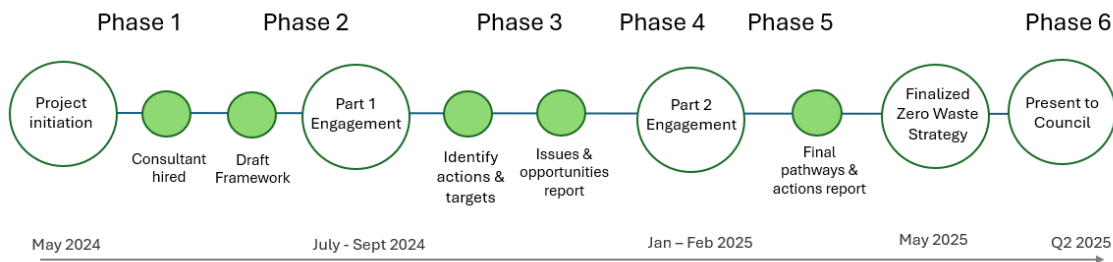 Phase 1
Phase 2
Phase 3
Phase 4
Phase 5
Phase 6
Project
initiation
Consultant
hired
Draft
Framework
Part 1
Engagement
Identify
actions &
targets
Issues &
opportunities
report
Part 2
Engagement
Final
pathways &
actions report
Finalized
Zero Waste
Strategy
Present to
Council
May 2024
July - Sept 2024
Jan – Feb 2025
May 2025
Q2 2025